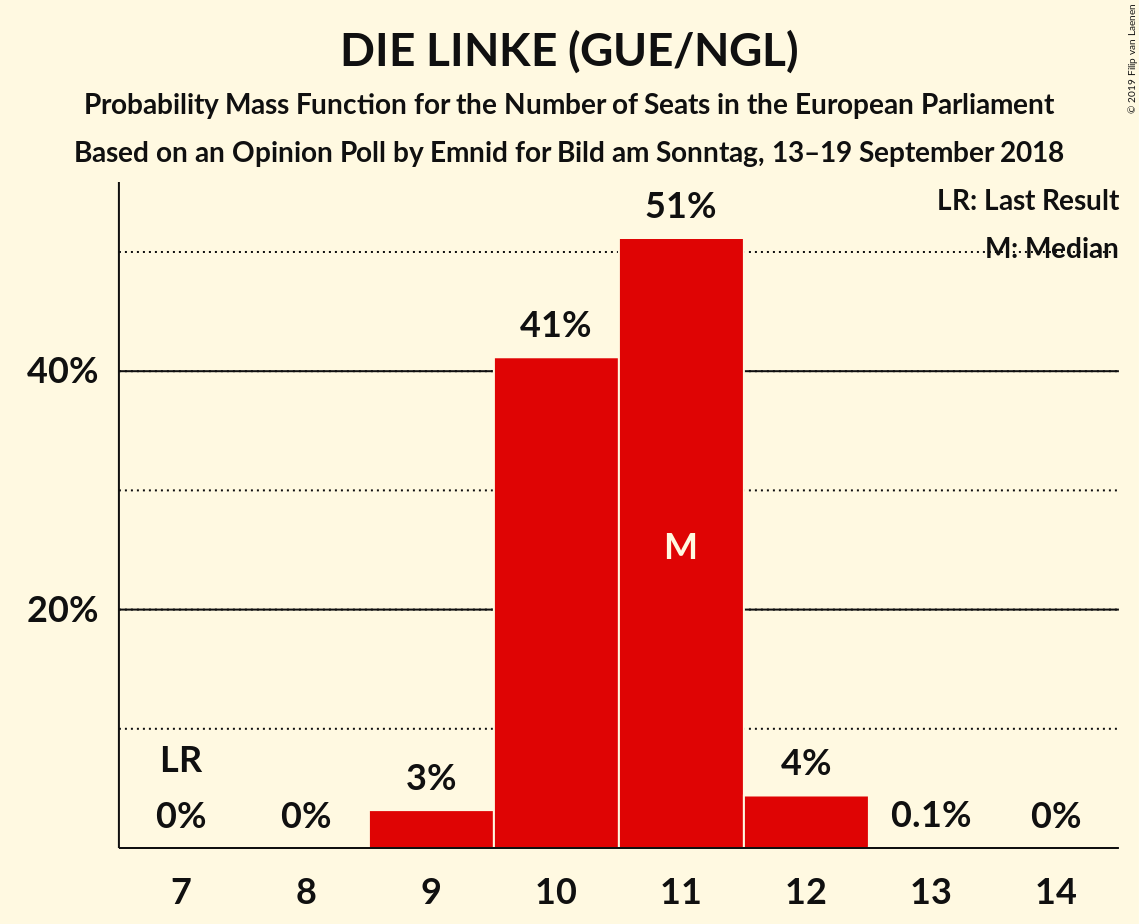 DIE LINKE (GUE/NGL)
Probability Mass Function for the Number of Seats in the European Parliament
Based on an Opinion Poll by Emnid for Bild am Sonntag, 13–19 September 2018
© 2019 Filip van Laenen
LR: Last Result
M: Median
51%
41%
40%
M
20%
LR
0%
0%
3%
4%
0.1%
0%
7 8 9 10 11 12 13 14